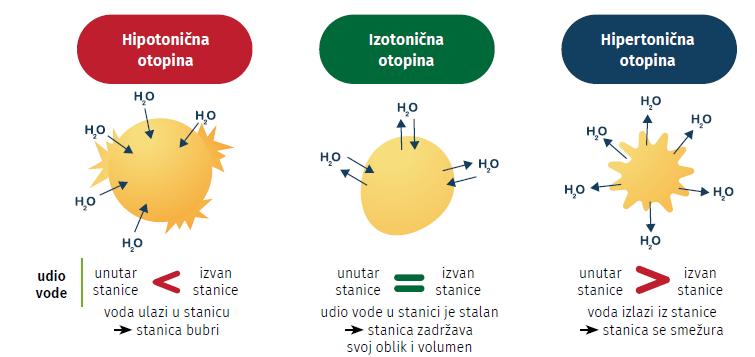 Hipotonična
otopina
Izotonična
otopina
Hipertonična
otopina
H₂O
H₂O
H₂O
H₂O
H₂O
H₂O
H₂O
H₂O
H₂O
H₂O
H₂O
H₂O
H₂O
H₂O
udio
vode
unutar
stanice
<
izvan
stanice
voda ulazi u stanicu
→ stanica bubri
unutar
stanice
=
izvan
stanice
udio vode u stanici je stalan
→ stanica zadržava
svoj oblik i volumen
unutar
stanice
>
izvan
stanice
voda izlazi iz stanice
→ stanica se smežura